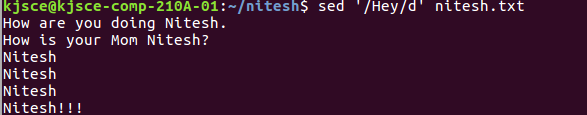 kjsce@kjsce-comp-210A-01:~/nitesh$ sed '/Hey/d' nitesh.txt
How are you doing Nitesh.
How is your Mom Nitesh?
Nitesh
Nitesh
Nitesh
Nitesh!!!